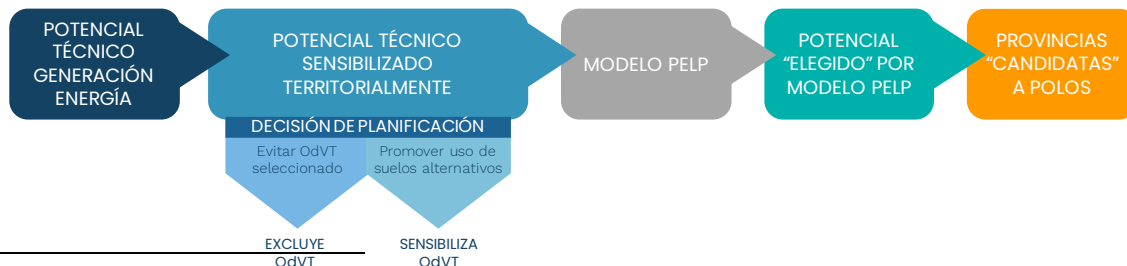 POTENCIAL
TÉCNICO
GENERACIÓN
ENERGÍA
POTENCIAL TÉCNICO
SENSIBILIZADO
TERRITORIALMENTE
MODELO PELP
POTENCIAL
“ELEGIDO” POR
MODELO PELP
PROVINCIAS
“CANDIDATAS”
A POLOS
DECISIÓN DE PLANIFICACIÓN
Evitar OdVT
seleccionado
Promover uso de
suelos alternativos
EXCLUYE
OdVT
SENSIBILIZA
OdVT